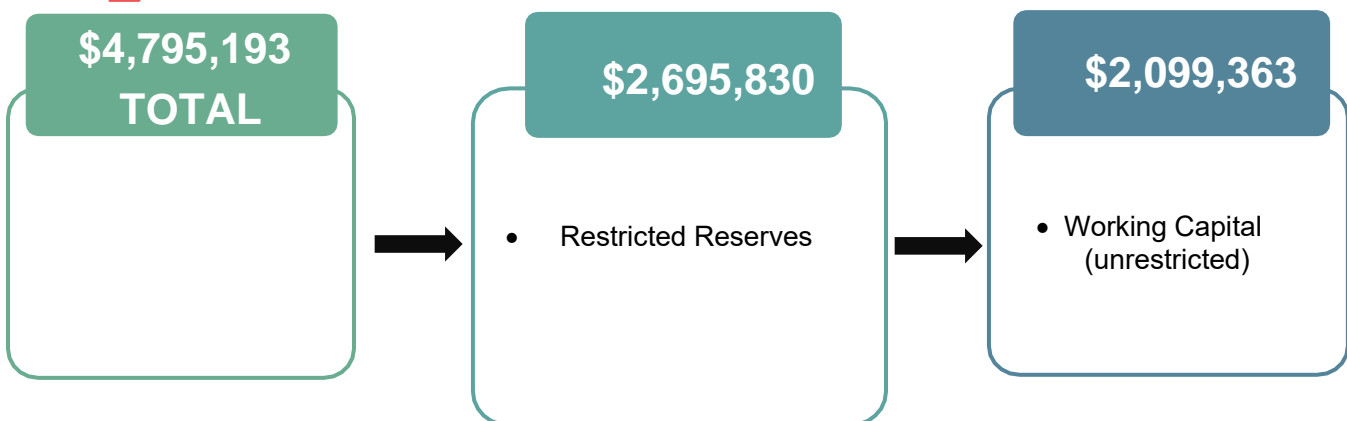 $4,795,193
TOTAL
$2,695,830
• Restricted Reserves
$2,099,363
• Working Capital
(unrestricted)